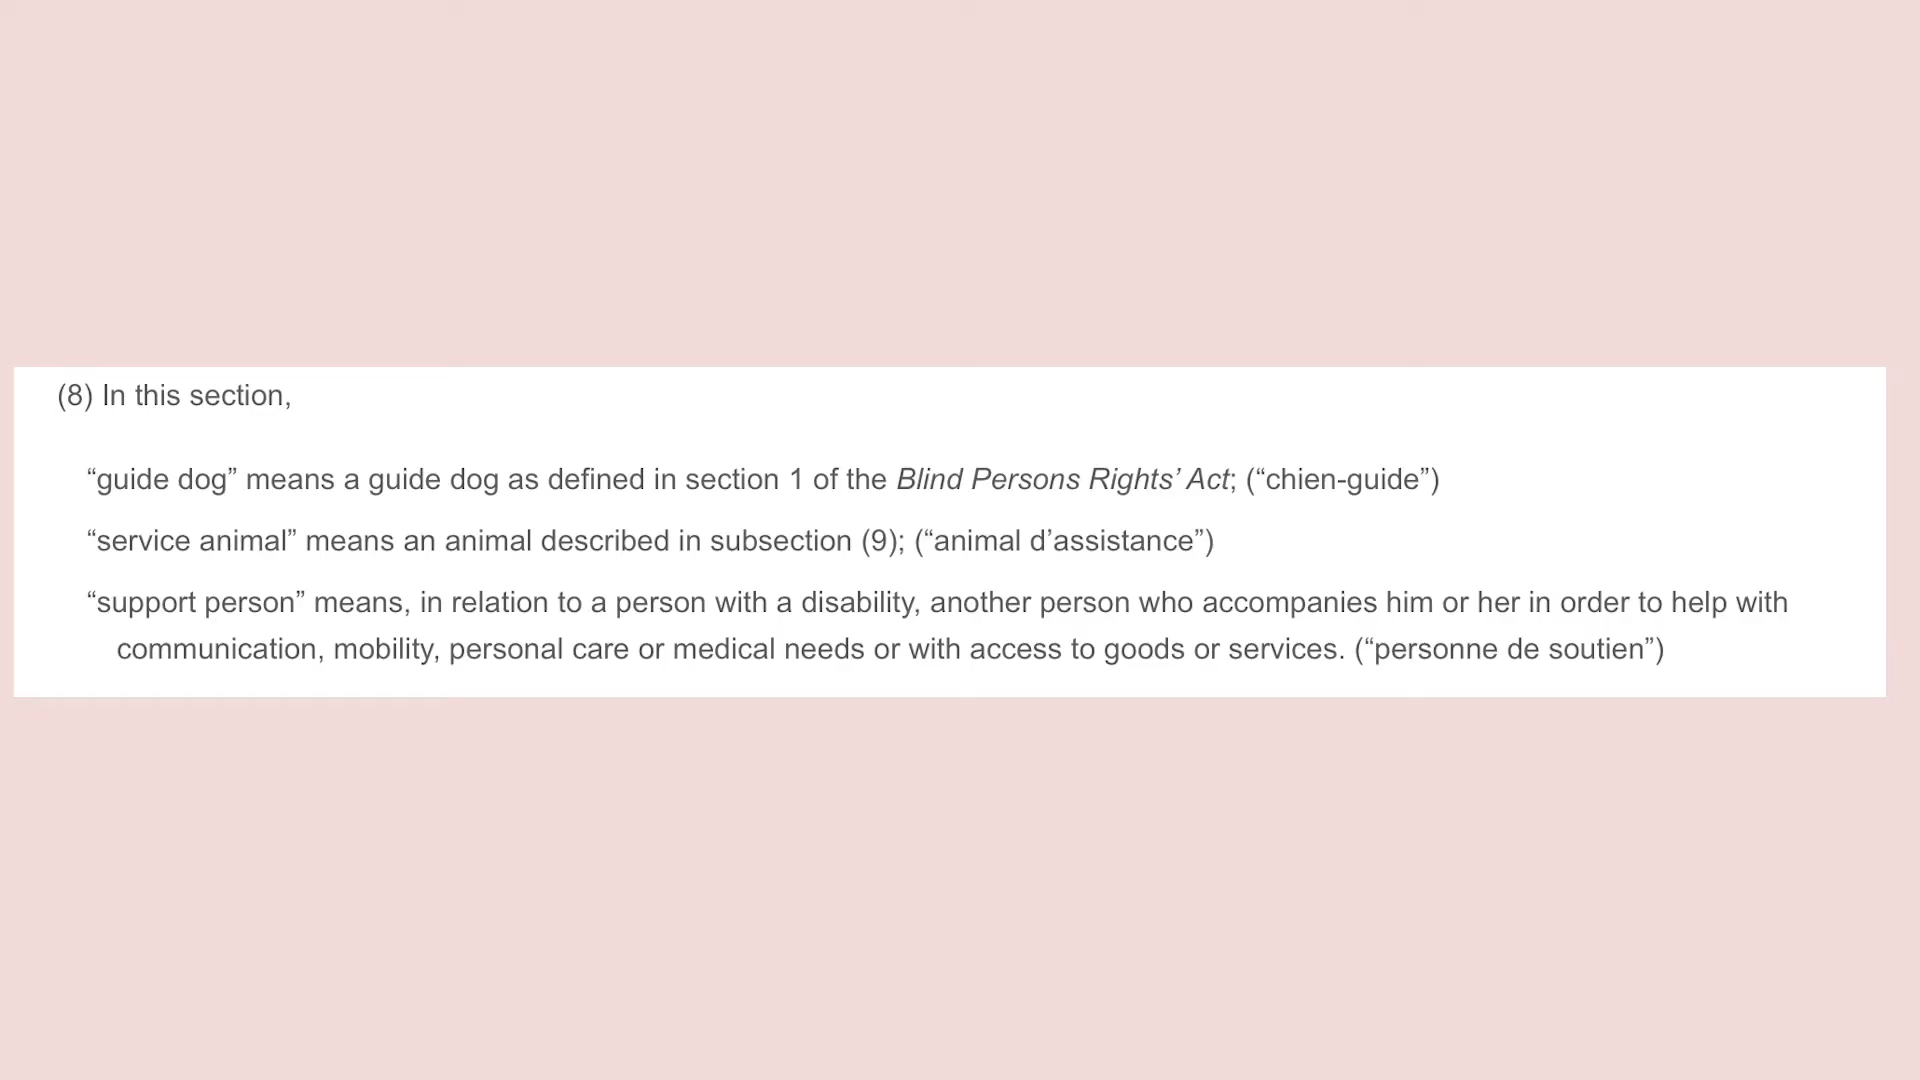 (8) In this section,
“guide dog” means a guide dog as defined in section 1 of the Blind Persons Rights’ Act; (“chien-guide”)
“service animal” means an animal described in subsection (9); (“animal d’assistance”)
“support person” means, in relation to a person with a disability, another person who accompanies him or her in order to help with
communication, mobility, personal care or medical needs or with access to goods or services. (“personne de soutien”)